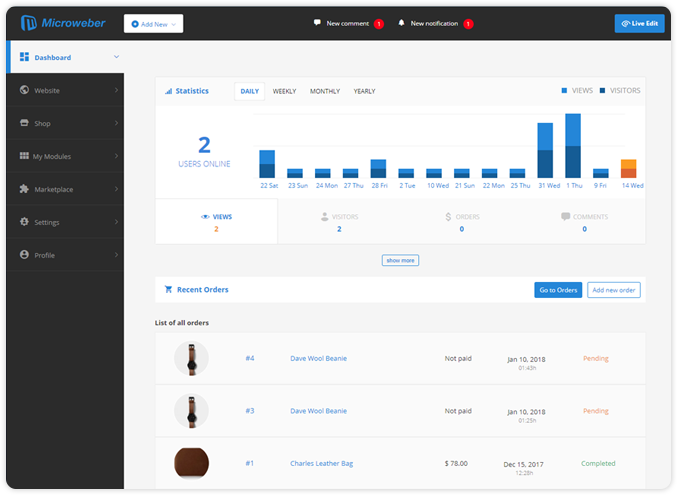 Microweber
Add New
New comment 1
New notification 1
Live Edit
Dashboard
Website
Shop
My Modules
Marketplace
Settings
Profile
Statistics
DAILY WEEKLY MONTHLY YEARLY
VIEWS VISITORS
2
USERS ONLINE
22 Sat 23 Sun 24 Mon 27 Thu 28 Fri 2 Tue 10 Wed 21 Sun 22 Mon 25 Thu 31 Wed 1 Thu 9 Fri 14 Wed
VIEWS VISITORS ORDERS COMMENTS
2 2 0 0
show more
Recent Orders Go to Orders Add new order
List of all orders
#4 Dave Wool Beanie Not paid Jan 10, 2018 Pending
01:43h
#3 Dave Wool Beanie Not paid Jan 10, 2018 Pending
01:25h
#1 Charles Leather Bag $ 78.00 Dec 15, 2017 Completed
12:28h